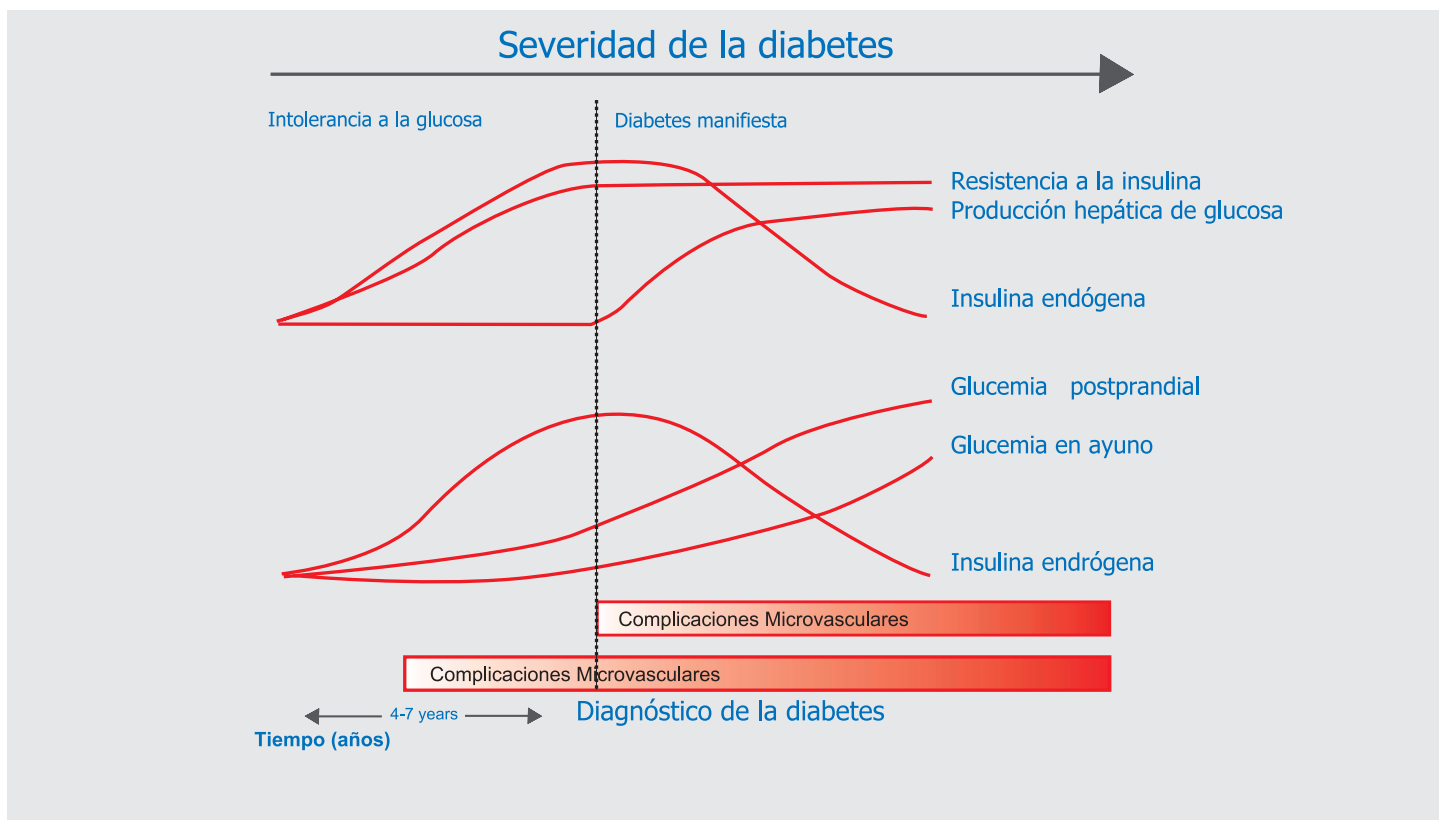 Severidad de la diabetes
Intolerancia a la glucosa
Diabetes manifiesta
Resistencia a la insulina
Producción hepática de glucosa
Insulina endógena
Glucemia postprandial
Glucemia en ayuno
Insulina endrógena
Complicaciones Microvasculares
Complicaciones Microvasculares
4-7 years
Diagnóstico de la diabetes
Tiempo (años)